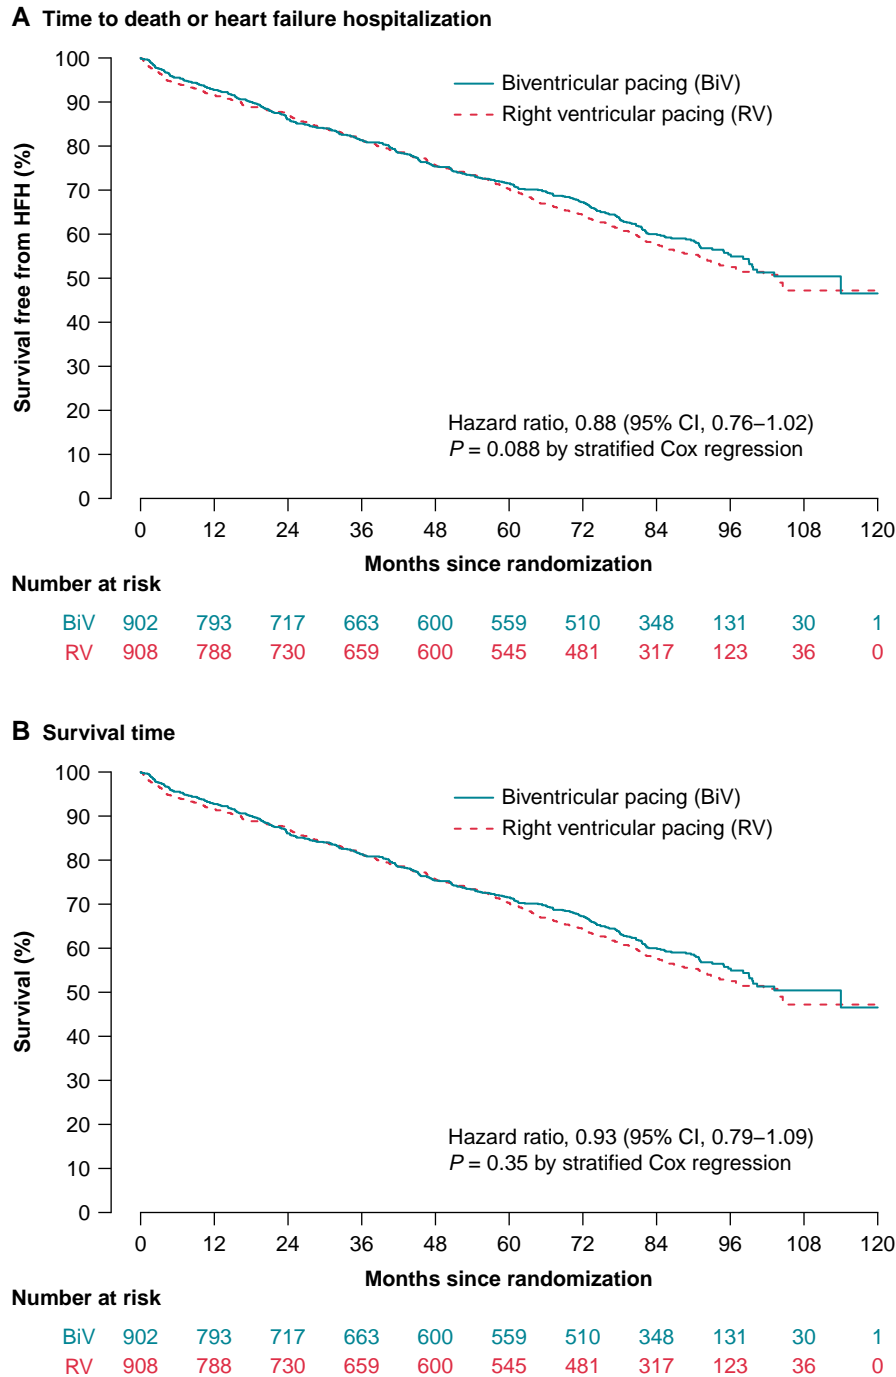 A Time to death or heart failure hospitalization
100
90
80
70
60
50
40
30
20
10
0
Survival free from HFH (%)
Biventricular pacing (BiV)
Right ventricular pacing (RV)
Hazard ratio, 0.88 (95% CI, 0.76–1.02)
P = 0.088 by stratified Cox regression
0 12 24 36 48 60 72 84 96 108 120
Months since randomization
Number at risk
BiV 902 793 717 663 600 559 510 348 131 30 1
RV 908 788 730 659 600 545 481 317 123 36 0
B Survival time
100
90
80
70
60
50
40
30
20
10
0
Survival (%)
Biventricular pacing (BiV)
Right ventricular pacing (RV)
Hazard ratio, 0.93 (95% CI, 0.79–1.09)
P = 0.35 by stratified Cox regression
0 12 24 36 48 60 72 84 96 108 120
Months since randomization
Number at risk
BiV 902 793 717 663 600 559 510 348 131 30 1
RV 908 788 730 659 600 545 481 317 123 36 0